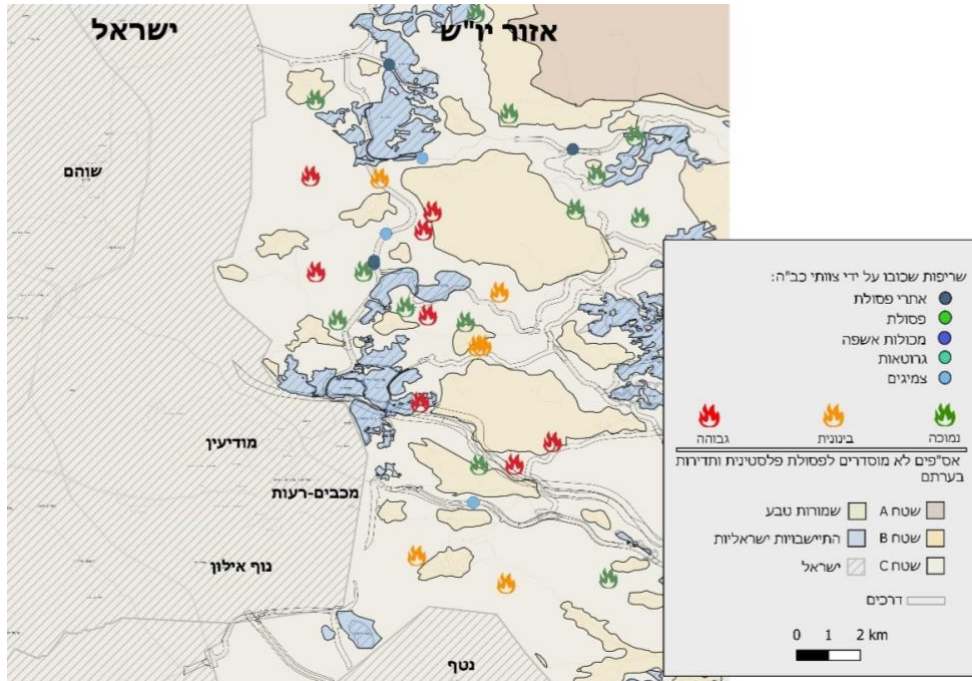 ישראל
אזור יו"ש
שוהם
מודיעין
מכבים-רעות
נוף אילון
נטף
שריפות שכובו על ידי צוותי כב"ה:
אתרי פסולת
פסולת
מכולות אשפה
גרוטאות
צמיגים
גבוהה בינונית נמוכה
אס"פים לא מוסדרים לפסולת פלסטינית ותדירות
בערתם
שטח A שמורות טבע
שטח B התיישבויות ישראליות
שטח C ישראל
דרכים
0 1 2 km